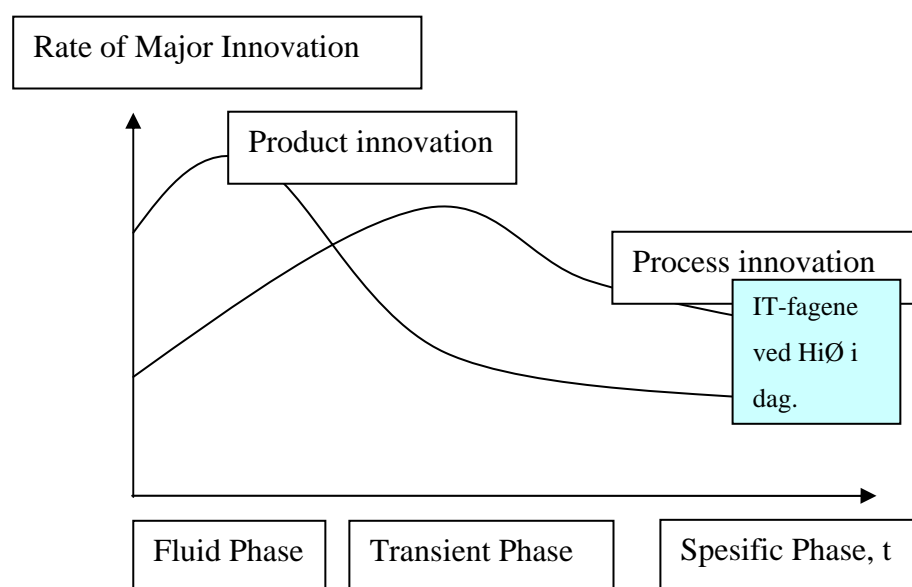 Rate of Major Innovation
Product innovation
Process innovation
IT-fagene
ved HiØ i
dag.
Fluid Phase
Transient Phase
Spesific Phase, t